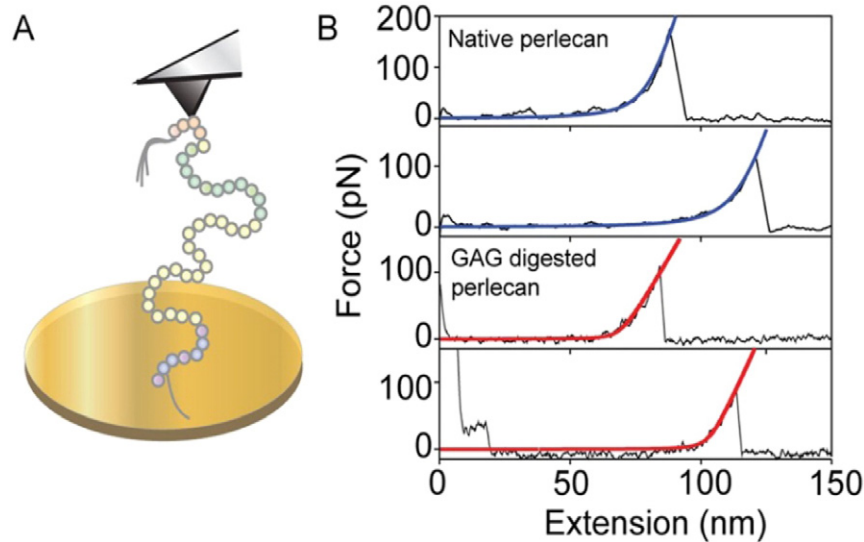 A
B
200
Native perlecan
100
0
100
0
GAG digested
perlecan
100
0
100
0
0
50
100
150
Force (pN)
Extension (nm)